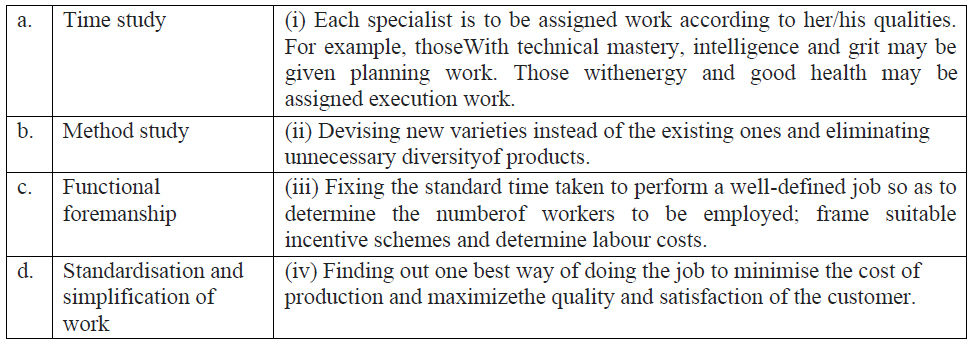 a. Time study (i) Each specialist is to be assigned work according to her/his qualities.
For example, thoseWith technical mastery, intelligence and grit may be
given planning work. Those withenergy and good health may be
assigned execution work.
b. Method study (ii) Devising new varieties instead of the existing ones and eliminating
unnecessary diversityof products.
c. Functional (iii) Fixing the standard time taken to perform a well-defined job so as to
foremanship determine the numberof workers to be employed; frame suitable
incentive schemes and determine labour costs.
d. Standardisation and (iv) Finding out one best way of doing the job to minimise the cost of
simplification of production and maximizethe quality and satisfaction of the customer.
work